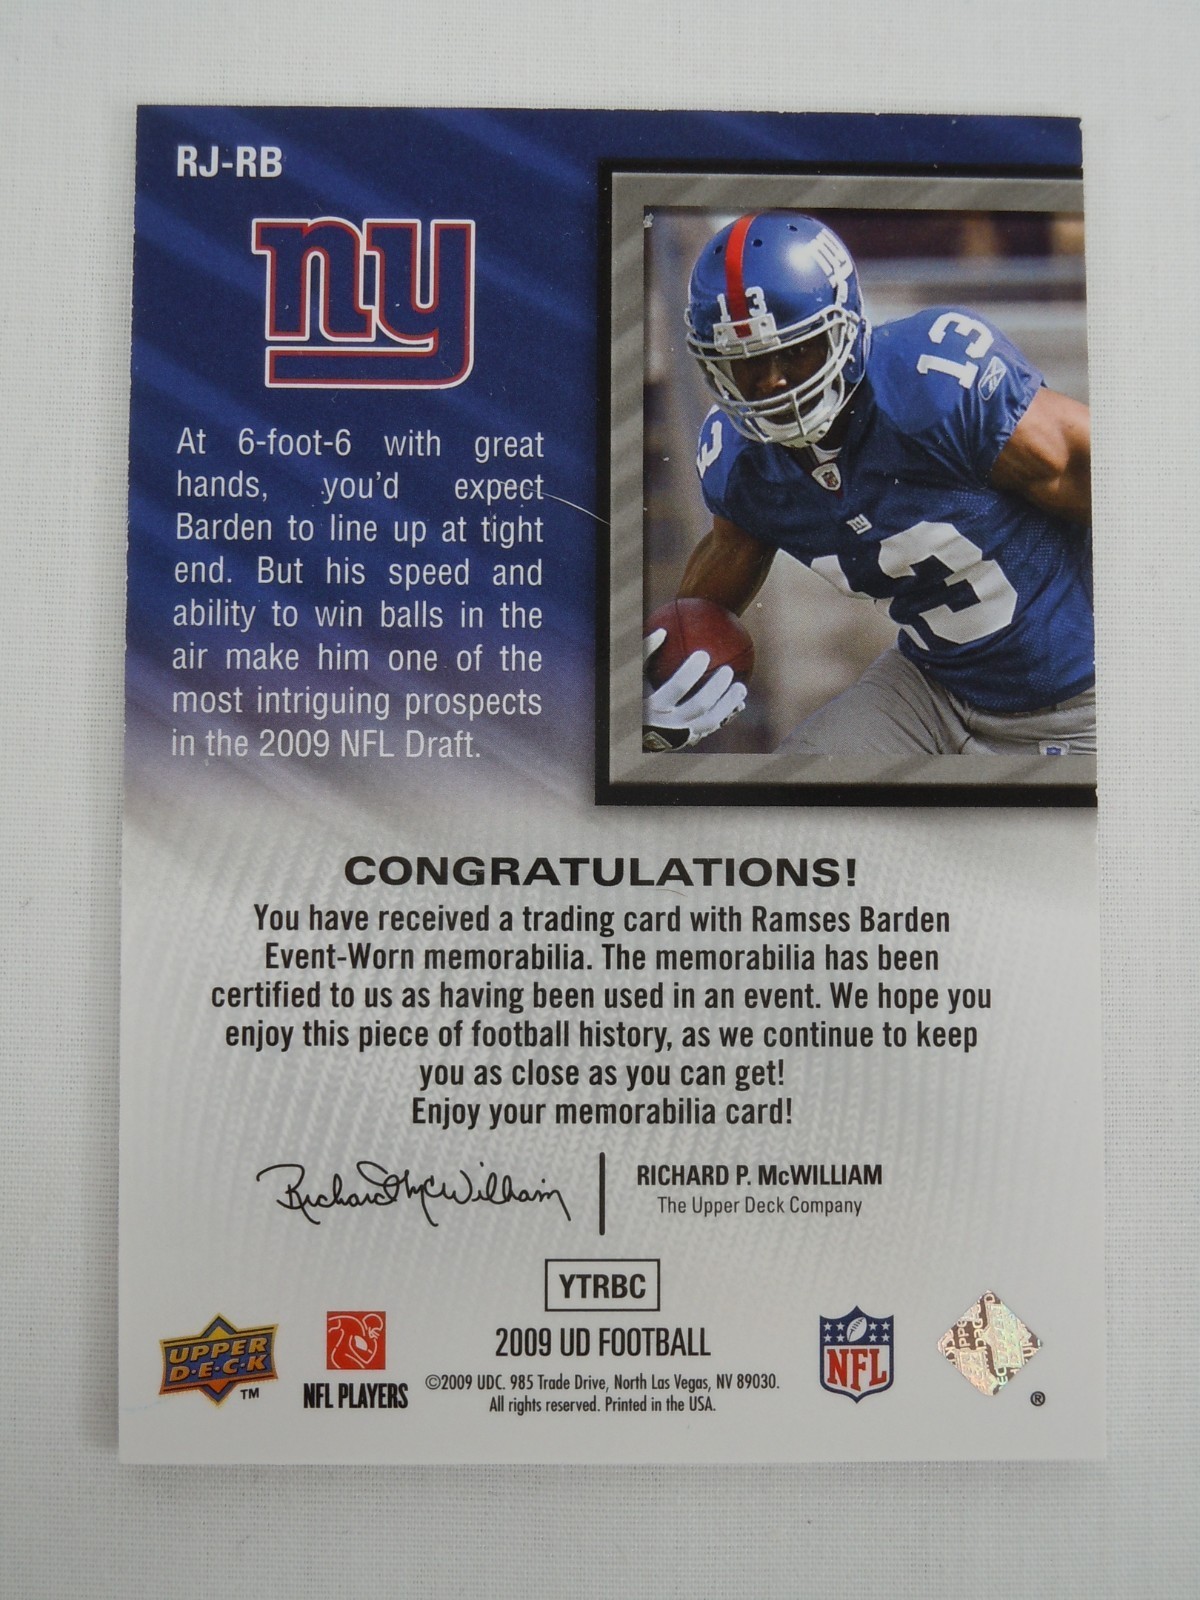 RJ-RB
ny
At 6-foot-6 with great
hands, you'd expect
Barden to line up at tight
end. But his speed and
ability to win balls in the
air make him one of the
most intriguing prospects
in the 2009 NFL Draft.
ny
13
13
3
ny
13
CONGRATULATIONS!
You have received a trading card with Ramses Barden
Event-Worn memorabilia. The memorabilia has been
certified to us as having been used in an event. We hope you
enjoy this piece of football history, as we continue to keep
you as close as you can get!
Enjoy your memorabilia card!
Richard McWilliam
RICHARD P. McWILLIAM
The Upper Deck Company
YTRBC
UPPER
D·E·C·K
TM
NFL PLAYERS
2009 UD FOOTBALL
©2009 UDC. 985 Trade Drive, North Las Vegas, NV 89030.
All rights reserved. Printed in the USA.
NFL
®